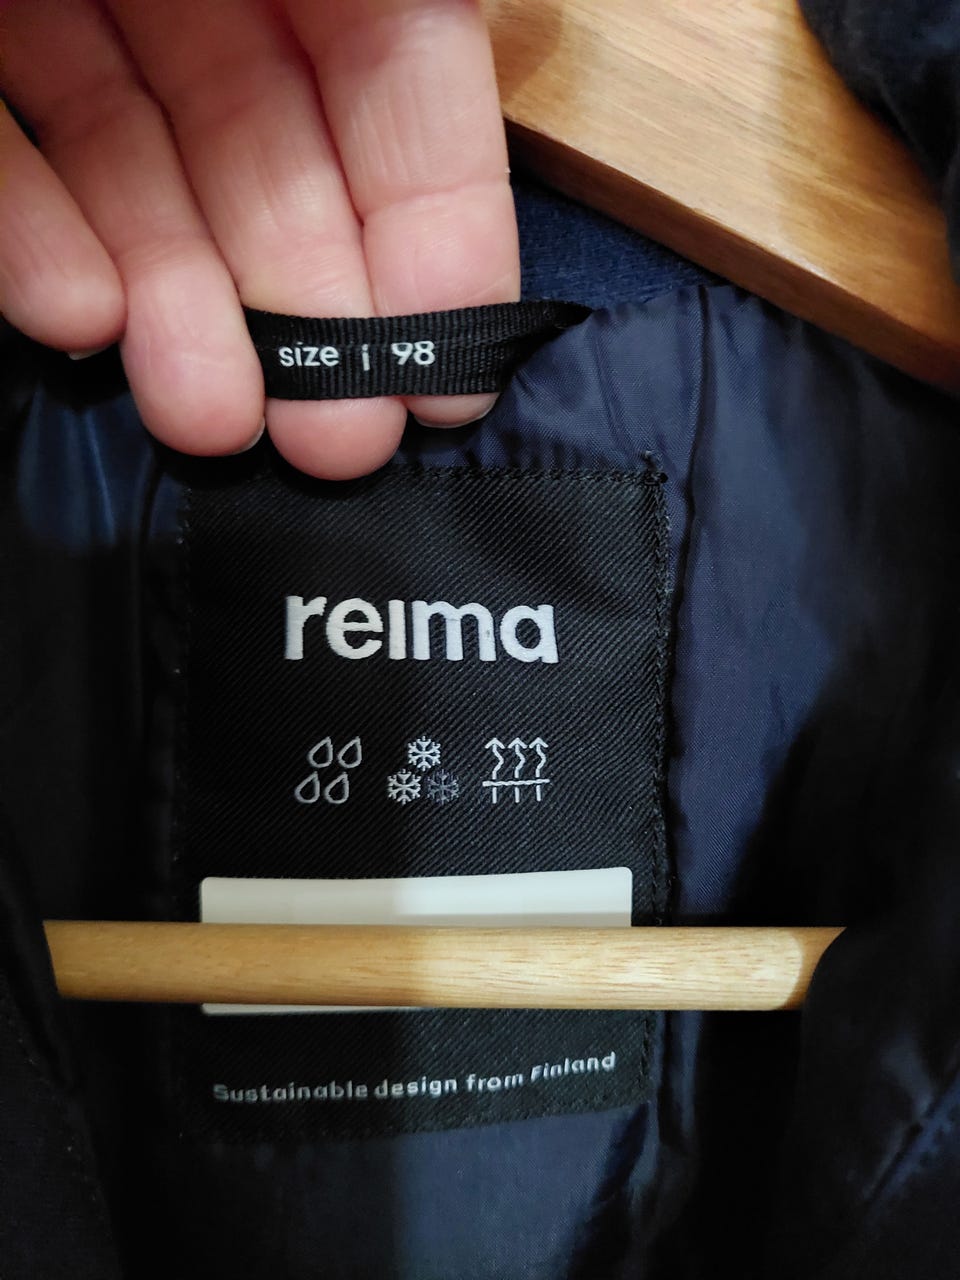 size | 98
reima
Sustainable design from Finland